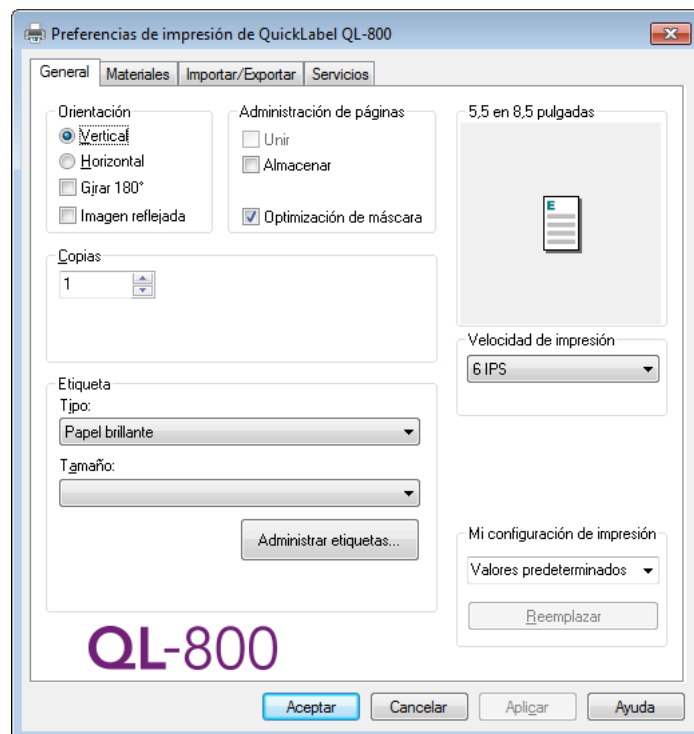 Preferencias de impresión de QuickLabel QL-800
General
Materiales
Importar/Exportar
Servicios
Orientación
Vertical
Horizontal
Girar 180°
Imagen reflejada
Administración de páginas
Unir
Almacenar
Optimización de máscara
5,5 en 8,5 pulgadas
E
Copias
1
Velocidad de impresión
6 IPS
Etiqueta
Tipo:
Papel brillante
Tamaño:
Administrar etiquetas...
Mi configuración de impresión
Valores predeterminados
Reemplazar
QL-800
Aceptar
Cancelar
Aplicar
Ayuda